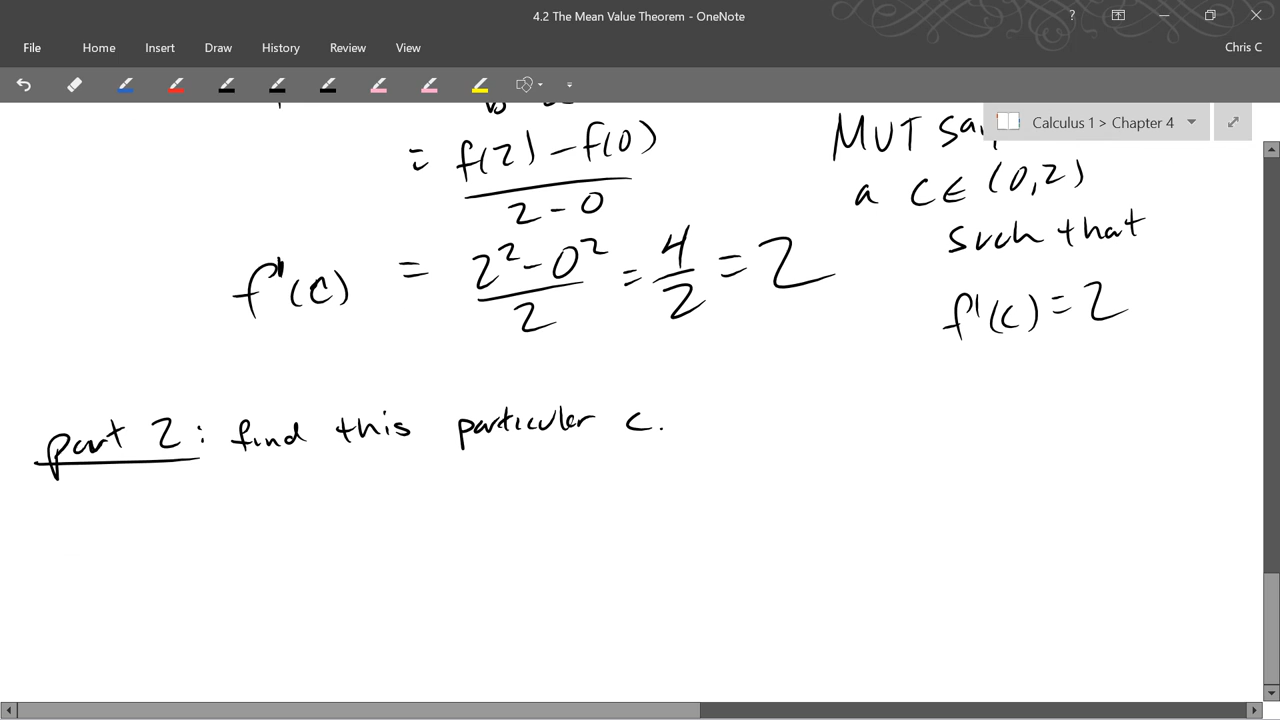 4.2 The Mean Value Theorem - OneNote
?
File Home Insert Draw History Review View
Chris C
Calculus 1 > Chapter 4
= f(2) - f(0)
2 - 0
f'(c) = 2² - 0² = 4 = 2
2 2
MVT
a c ∈ (0,2)
such that
f'(c) = 2
part 2: find this particular c.